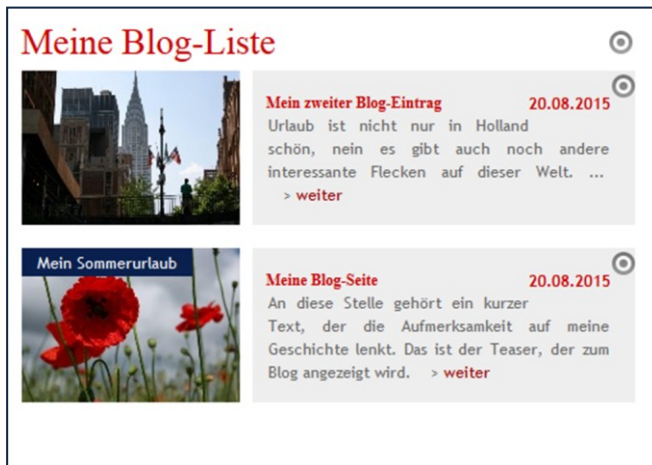 Meine Blog-Liste
Mein zweiter Blog-Eintrag 20.08.2015
Urlaub ist nicht nur in Holland
schön, nein es gibt auch noch andere
interessante Flecken auf dieser Welt. ...
> weiter
Mein Sommerurlaub
Meine Blog-Seite 20.08.2015
An diese Stelle gehört ein kurzer
Text, der die Aufmerksamkeit auf meine
Geschichte lenkt. Das ist der Teaser, der zum
Blog angezeigt wird. > weiter